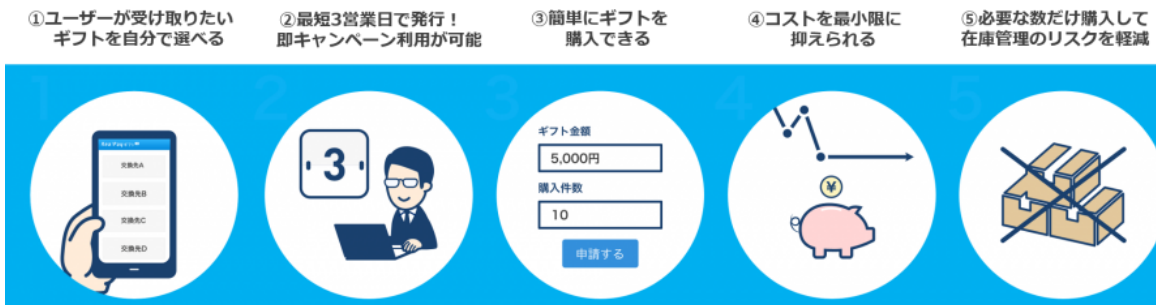 ①ユーザーが受け取りたい
ギフトを自分で選べる
②最短3営業日で発行！
即キャンペーン利用が可能
③簡単にギフトを
購入できる
④コストを最小限に
抑えられる
⑤必要な数だけ購入して
在庫管理のリスクを軽減
1
2
3
4
5
交換先A
交換先B
交換先C
交換先D
3
ギフト金額
5,000円
購入件数
10
申請する
¥